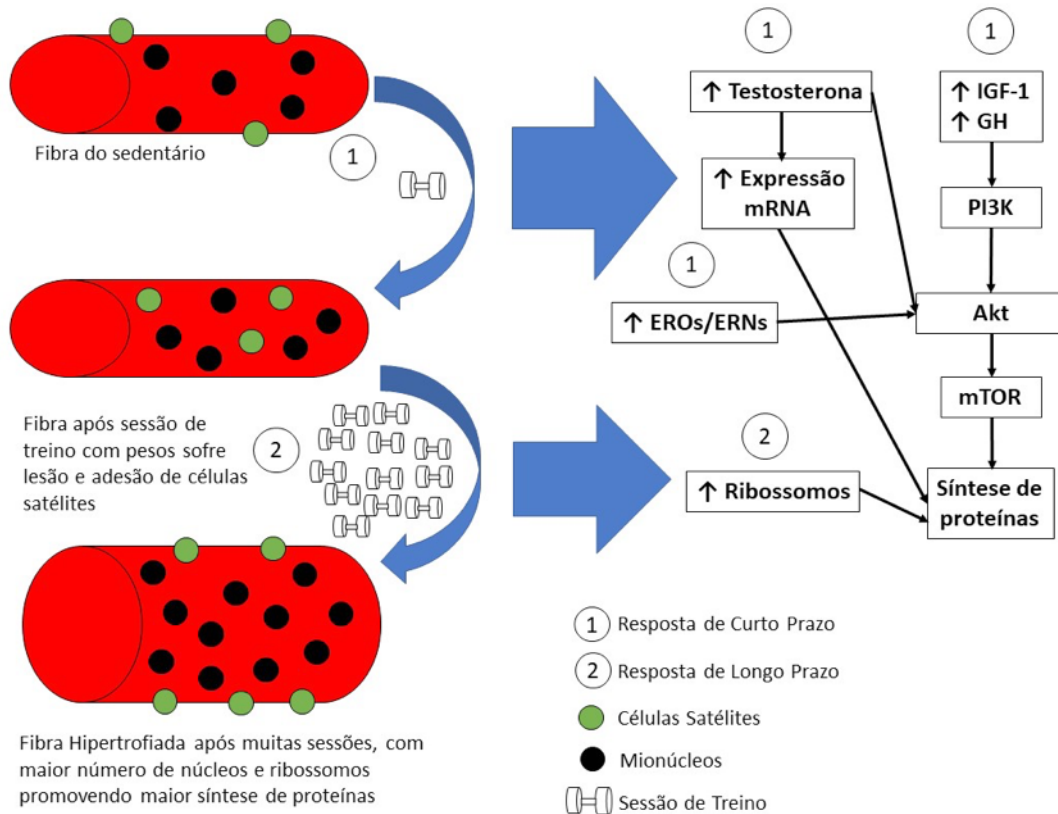 Fibra do sedentário
1
Fibra após sessão de
treino com pesos sofre
lesão e adesão de células
satélites
2
Fibra Hipertrofiada após muitas sessões, com
maior número de núcleos e ribossomos
promovendo maior síntese de proteínas
1
↑ Testosterona
↑ Expressão
mRNA
1
↑ IGF-1
↑ GH
PI3K
1
↑ EROs/ERNs
Akt
mTOR
2
↑ Ribossomos
Síntese de
proteínas
1 Resposta de Curto Prazo
2 Resposta de Longo Prazo
Células Satélites
Mionúcleos
Sessão de Treino